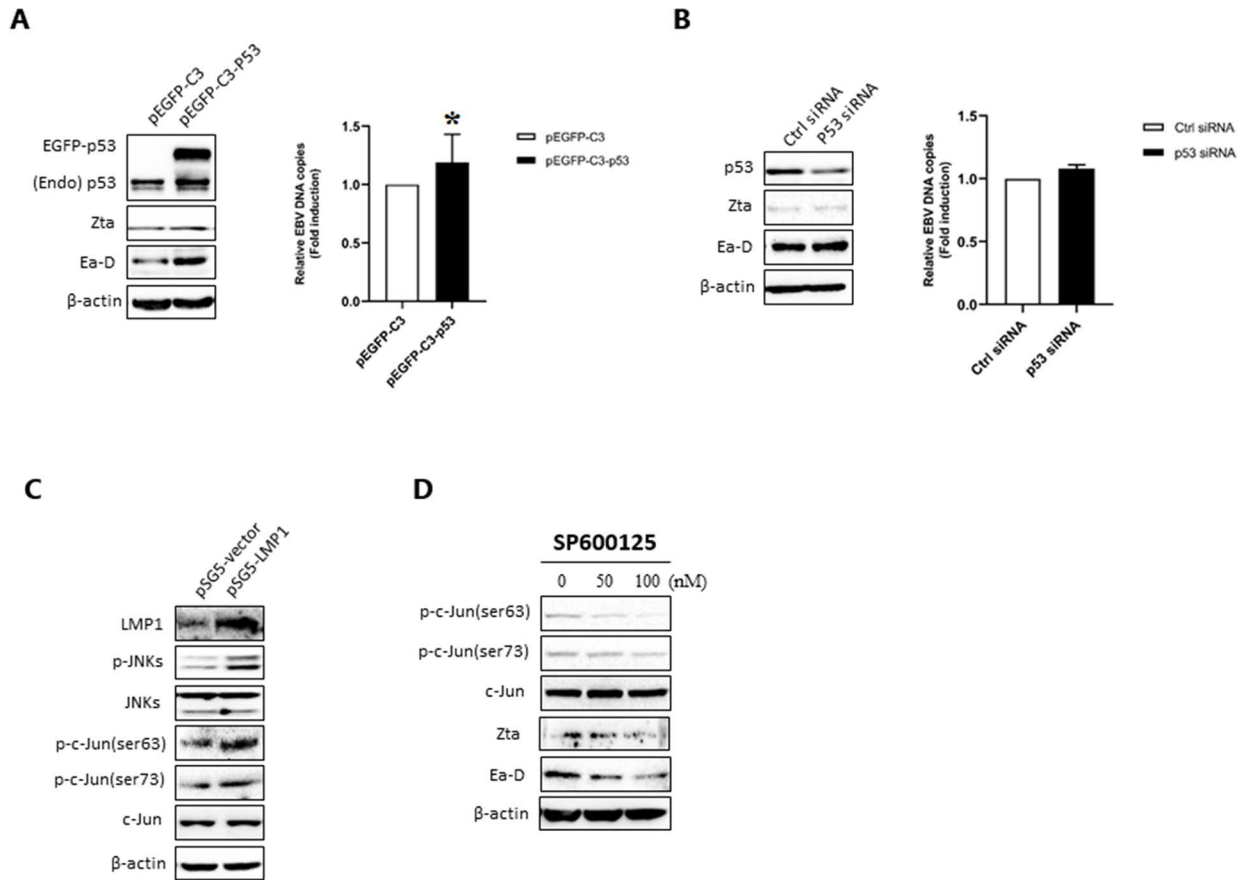 A
pEGFP-C3
pEGFP-C3-P53
EGFP-p53
(Endo) p53
Zta
Ea-D
β-actin
Relative EBV DNA copies
(Fold induction)
1.5
1.0
0.5
0.0
*
pEGFP-C3
pEGFP-C3-p53
pEGFP-C3
pEGFP-C3-p53
B
Ctrl siRNA
P53 siRNA
p53
Zta
Ea-D
β-actin
Relative EBV DNA copies
(Fold induction)
1.5
1.0
0.5
0.0
Ctrl siRNA
p53 siRNA
Ctrl siRNA
p53 siRNA
C
pSG5-vector
pSG5-LMP1
LMP1
p-JNKs
JNKs
p-c-Jun(ser63)
p-c-Jun(ser73)
c-Jun
β-actin
D
SP600125
0 50 100 (nM)
p-c-Jun(ser63)
p-c-Jun(ser73)
c-Jun
Zta
Ea-D
β-actin